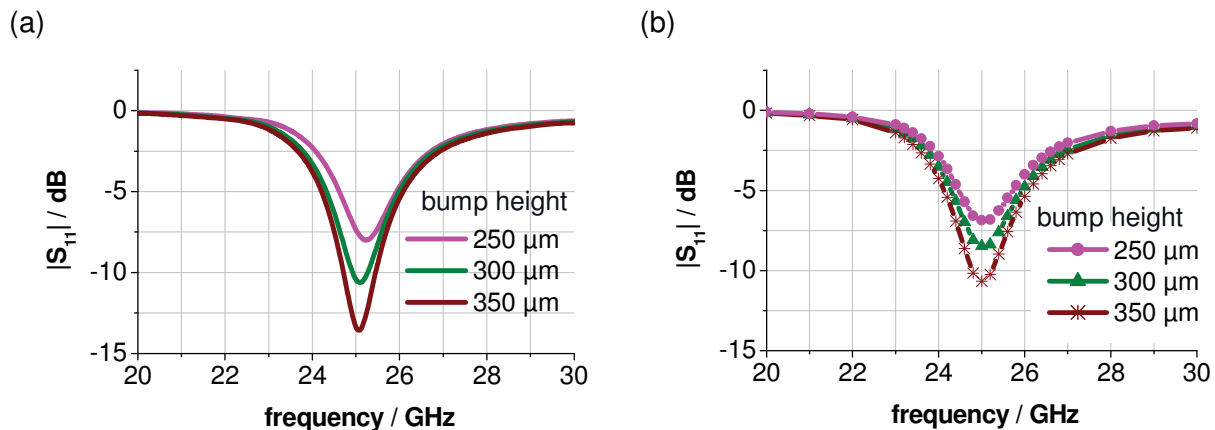 (a)
0
-5
-10
-15
|S11| / dB
bump height
250 µm
300 µm
350 µm
20 22 24 26 28 30
frequency / GHz
(b)
0
-5
-10
-15
|S11| / dB
bump height
250 µm
300 µm
350 µm
20 22 24 26 28 30
frequency / GHz